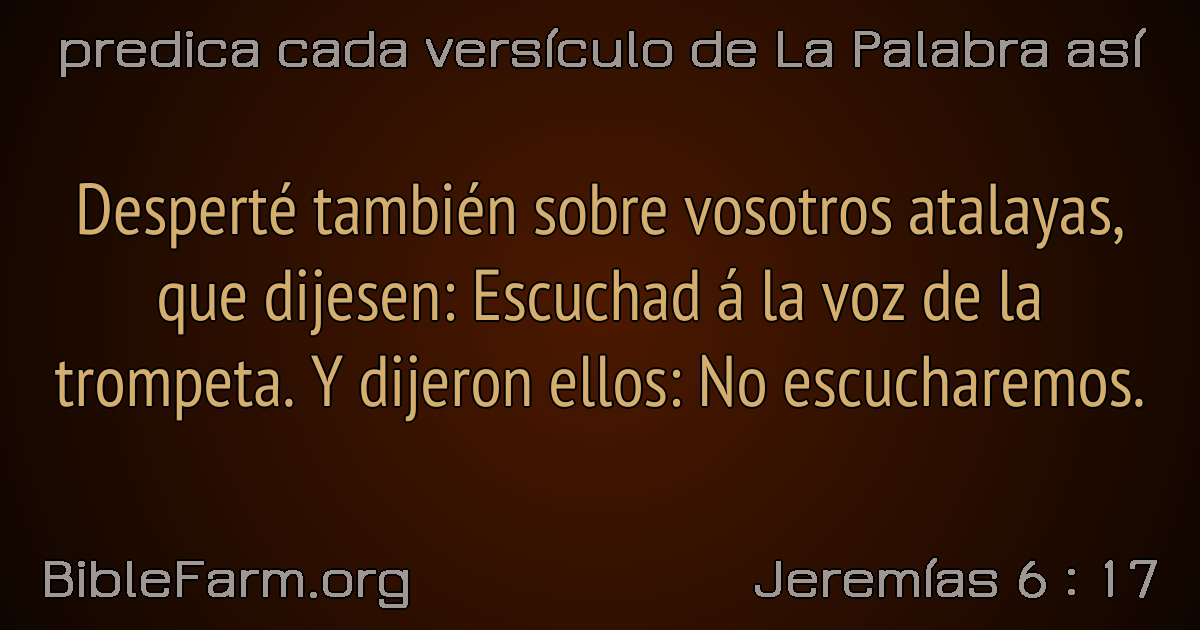 predica cada versículo de La Palabra así
Desperté también sobre vosotros atalayas,
que dijesen: Escuchad á la voz de la
trompeta. Y dijeron ellos: No escucharemos.
BibleFarm.org
Jeremías 6 : 17